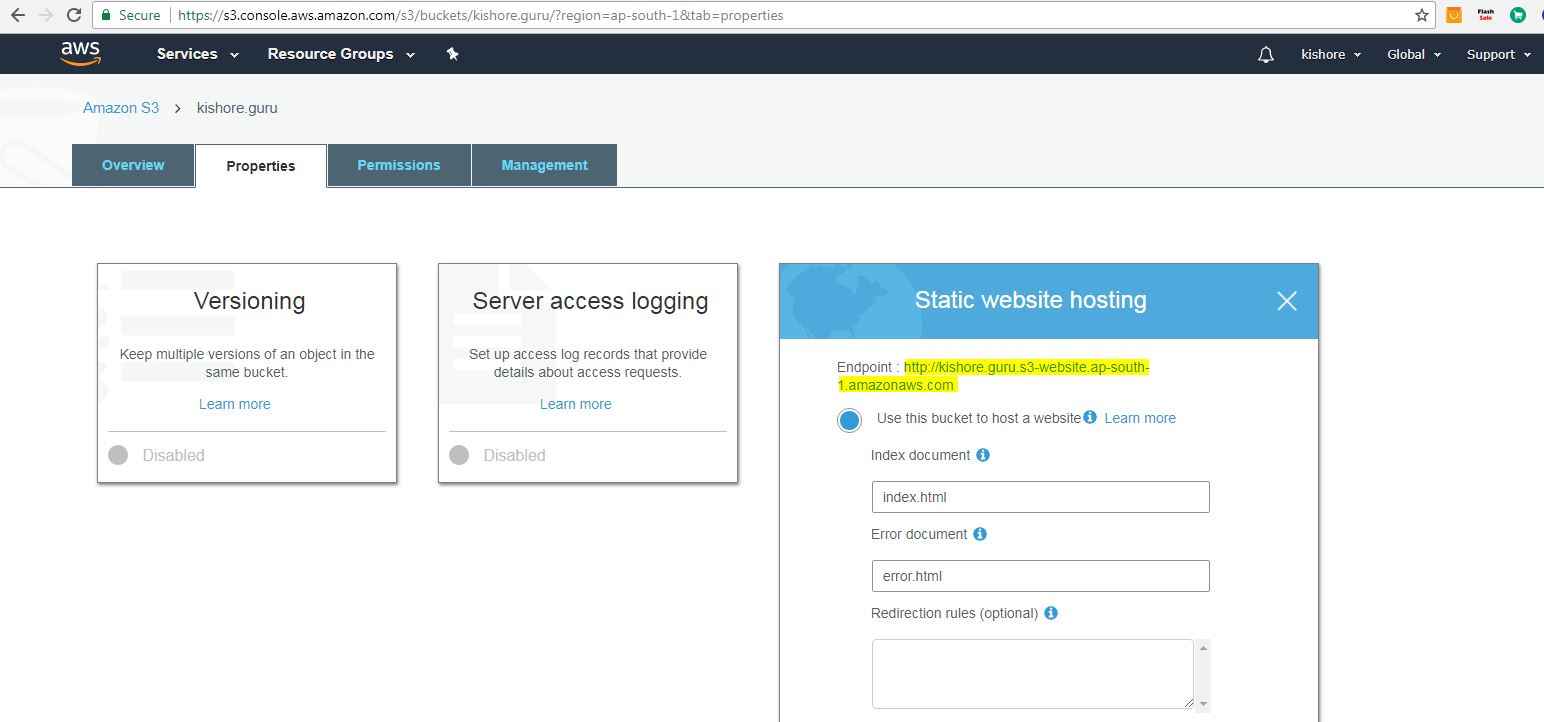 Secure https://s3.console.aws.amazon.com/s3/buckets/kishore.guru/?region=ap-south-1&tab=properties
Flash Sale
aws Services Resource Groups kishore Global Support
Amazon S3 > kishore.guru
Overview Properties Permissions Management
Versioning
Keep multiple versions of an object in the
same bucket.
Learn more
Disabled
Server access logging
Set up access log records that provide
details about access requests.
Learn more
Disabled
Static website hosting
Endpoint : http://kishore.guru.s3-website.ap-south-
1.amazonaws.com
Use this bucket to host a website Learn more
Index document
index.html
Error document
error.html
Redirection rules (optional)